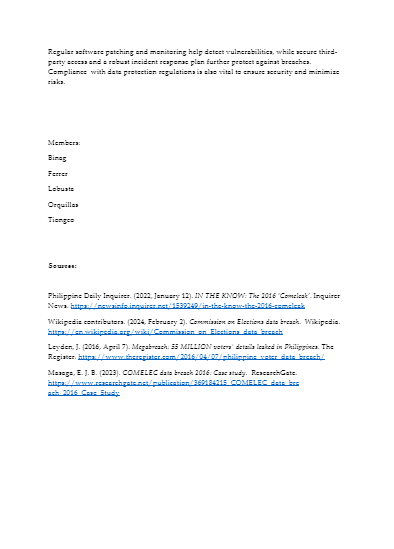 Regular software patching and monitoring help detect vulnerabilities, while secure third-
party access and a robust incident response plan further protect against breaches.
Compliance with data protection regulations is also vital to ensure security and minimize
risks.
Members:
Binag
Ferrer
Labuste
Orquillas
Tiongco
Sources:
Philippine Daily Inquirer. (2022, January 12). IN THE KNOW: The 2016 'Comeleak'. Inquirer
News. https://newsinfo.inquirer.net/1539249/in-the-know-the-2016-comeleak
Wikipedia contributors. (2024, February 2). Commission on Elections data breach. Wikipedia.
https://en.wikipedia.org/wiki/Commission_on_Elections_data_breach
Leyden, J. (2016, April 7). Megabreach: 55 MILLION voters' details leaked in Philippines. The
Register. https://www.theregister.com/2016/04/07/philippine_voter_data_breach/
Masaga, E. J. B. (2023). COMELEC data breach 2016: Case study. ResearchGate.
https://www.researchgate.net/publication/369184215_COMELEC_data_bre
ach_2016_Case_Study